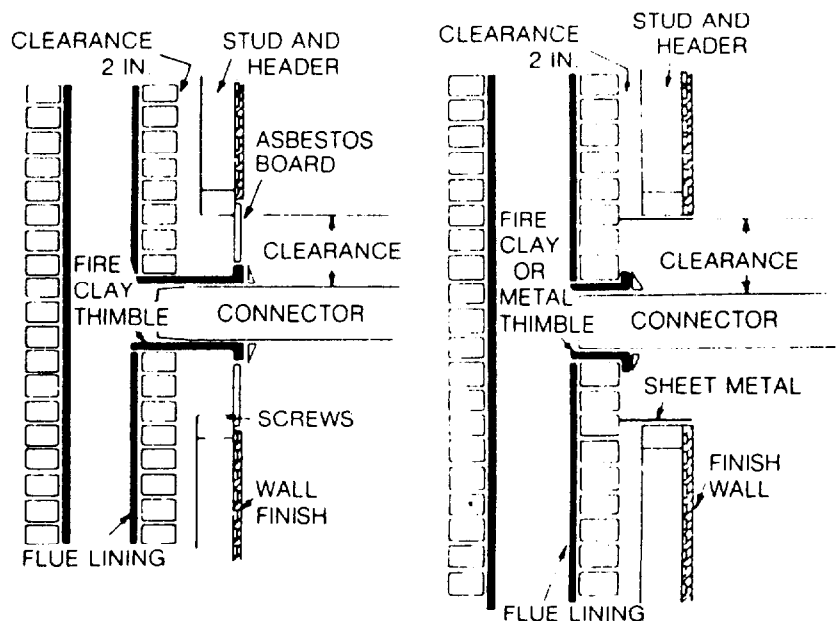 CLEARANCE
2 IN.
STUD AND
HEADER
ASBESTOS
BOARD
CLEARANCE
FIRE
CLAY
THIMBLE
CONNECTOR
SCREWS
WALL
FINISH
FLUE LINING
CLEARANCE
2 IN.
STUD AND
HEADER
FIRE
CLAY
OR
METAL
THIMBLE
CLEARANCE
CONNECTOR
SHEET METAL
FINISH
WALL
FLUE LINING